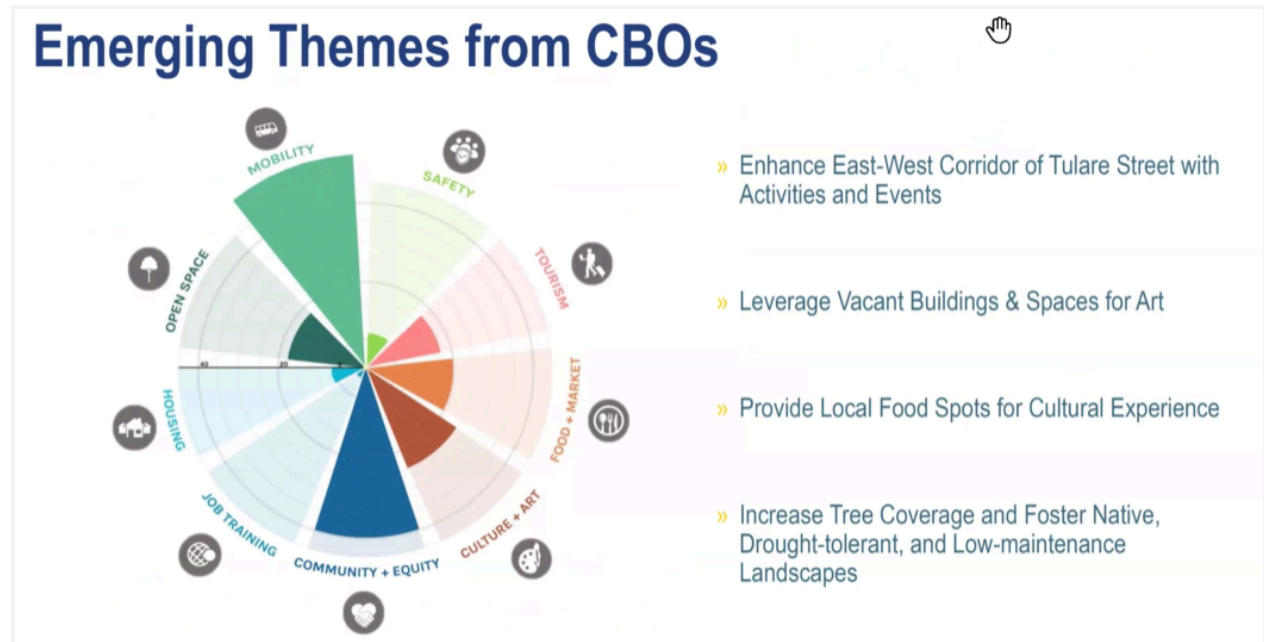 Emerging Themes from CBOs
MOBILITY
SAFETY
TOURISM
FOOD + MARKET
CULTURE + ART
COMMUNITY + EQUITY
JOB TRAINING
HOUSING
OPEN SPACE
40
20
» Enhance East-West Corridor of Tulare Street with
Activities and Events
» Leverage Vacant Buildings & Spaces for Art
» Provide Local Food Spots for Cultural Experience
» Increase Tree Coverage and Foster Native,
Drought-tolerant, and Low-maintenance
Landscapes